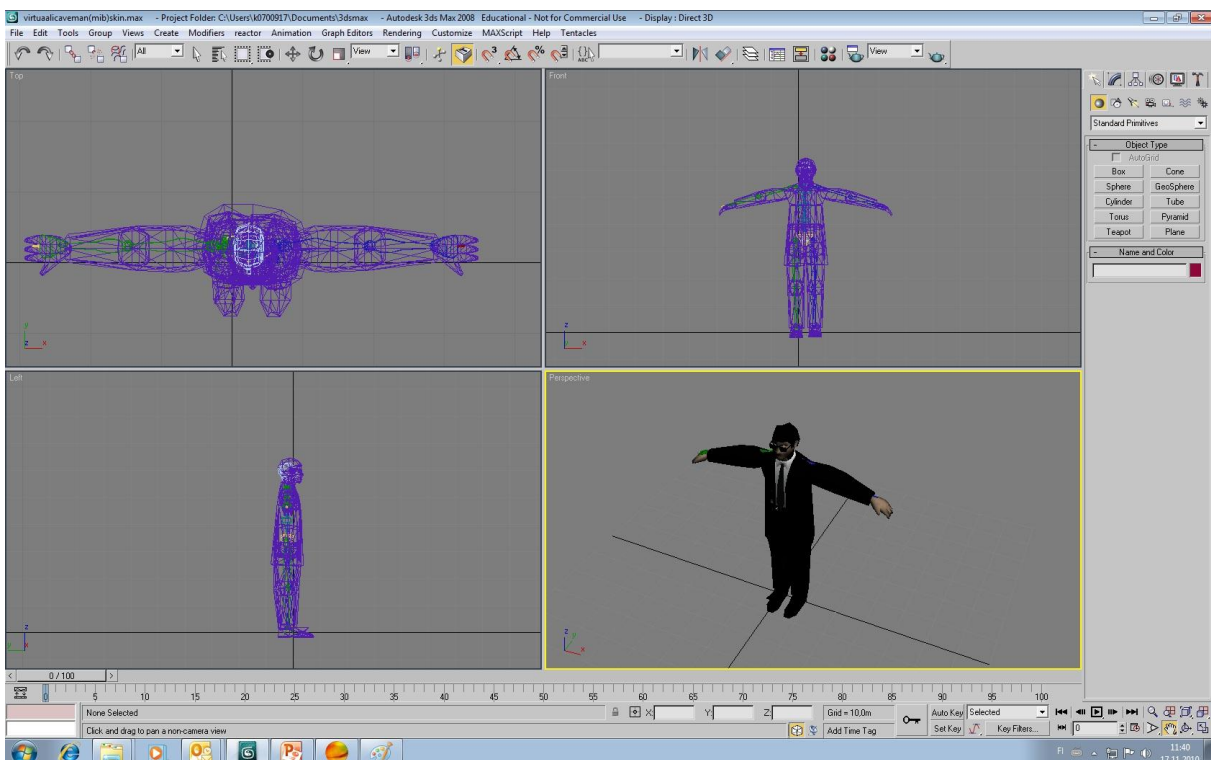 virtuaalicaveman(mib)skin.max - Project Folder: C:\Users\k0700917\Documents\3dsmax - Autodesk 3ds Max 2008 Educational - Not for Commercial Use - Display : Direct 3D
File Edit Tools Group Views Create Modifiers reactor Animation Graph Editors Rendering Customize MAXScript Help Tentacles
All View View
Top Front
Standard Primitives
- Object Type
AutoGrid
Box Cone
Sphere GeoSphere
Cylinder Tube
Torus Pyramid
Teapot Plane
- Name and Color
y
z x
z
x
Left Perspective
z
y
z
y
x
< 0 / 100 >
0 5 10 15 20 25 30 35 40 45 50 55 60 65 70 75 80 85 90 95 100
None Selected X: Y: Z: Grid = 10,0m Auto Key Selected
Click and drag to pan a non-camera view Add Time Tag Set Key Key Filters... 0
FI 11:40
17.11.2010